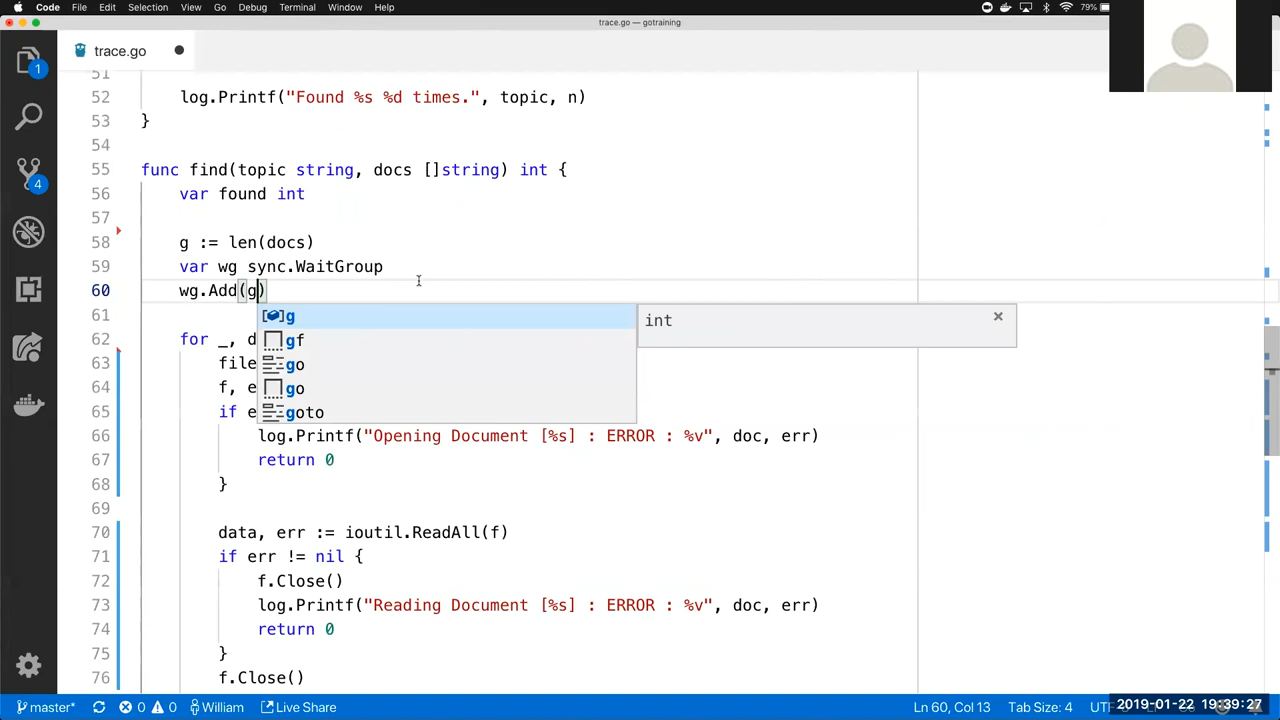 Code File Edit Selection View Go Debug Terminal Window Help 79%
trace.go — gotraining
trace.go
1
4
51
52 log.Printf("Found %s %d times.", topic, n)
53 }
54
55 func find(topic string, docs []string) int {
56 var found int
57
58 g := len(docs)
59 var wg sync.WaitGroup
60 wg.Add(g)
61 g int
62 for _, d gf
63 file go
64 f, e go
65 if e goto
66 log.Printf("Opening Document [%s] : ERROR : %v", doc, err)
67 return 0
68 }
69
70 data, err := ioutil.ReadAll(f)
71 if err != nil {
72 f.Close()
73 log.Printf("Reading Document [%s] : ERROR : %v", doc, err)
74 return 0
75 }
76 f.Close()
master* 0 0 William Live Share Ln 60, Col 13 Tab Size: 4 2019-01-22 19:39:27